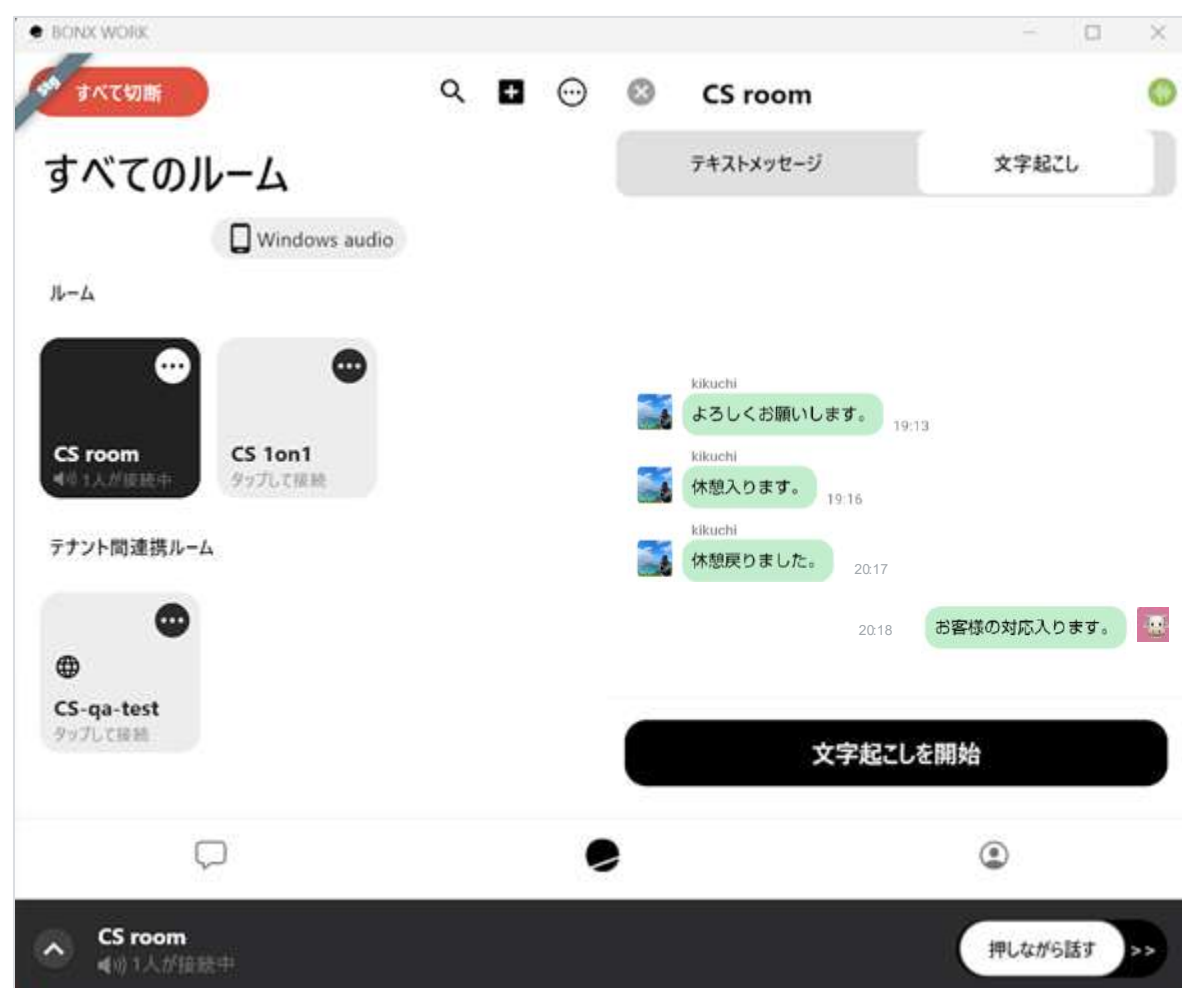 BONX WORK
stg
すべて切断
すべてのルーム
Windows audio
ルーム
CS room
1人が接続中
CS 1on1
タップして接続
テナント間連携ルーム
CS-qa-test
タップして接続
CS room
テキストメッセージ
文字起こし
kikuchi
よろしくお願いします。
19:13
kikuchi
休憩入ります。
19:16
kikuchi
休憩戻りました。
20:17
20:18
お客様の対応入ります。
文字起こしを開始
CS room
1人が接続中
押しながら話す
>>